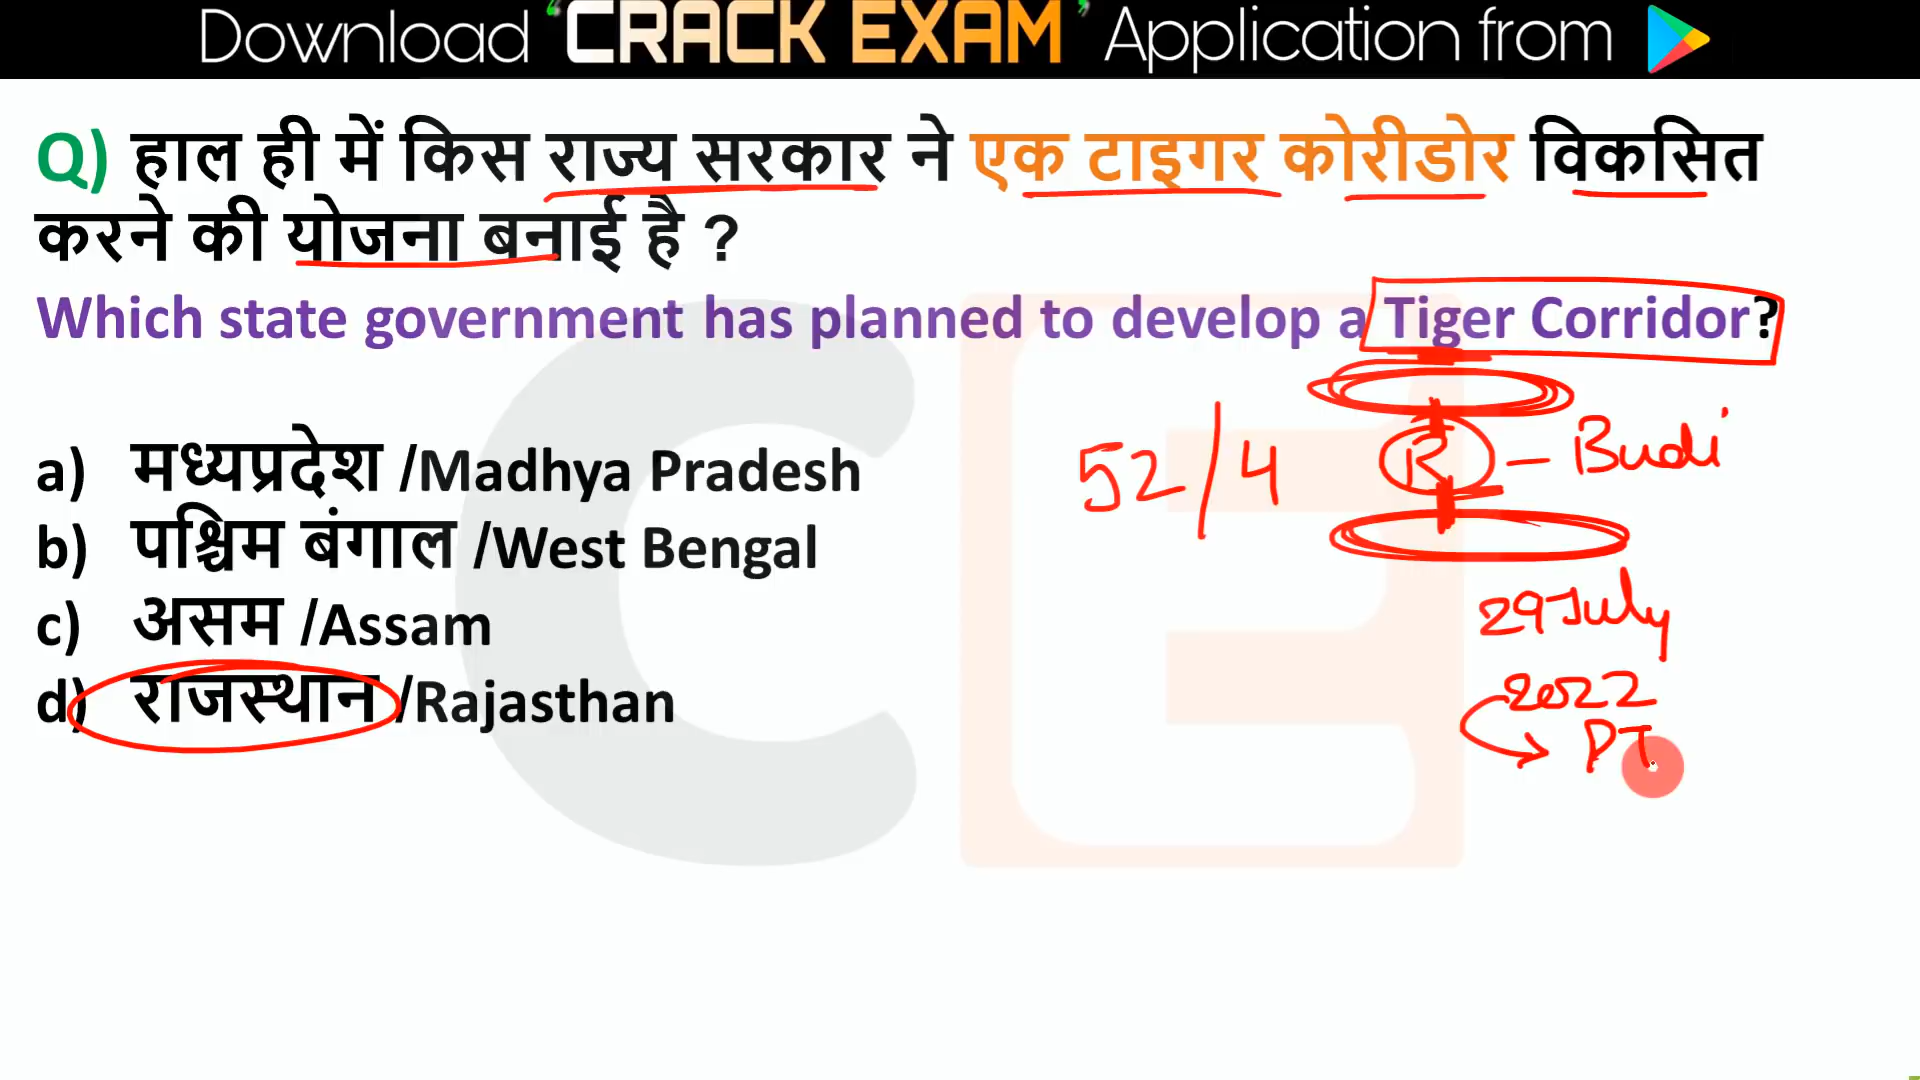 Download 'CRACK EXAM' Application from
Q) हाल ही में किस राज्य सरकार ने एक टाइगर कोरीडोर विकसित
करने की योजना बनाई है ?
Which state government has planned to develop a Tiger Corridor?
a) मध्यप्रदेश /Madhya Pradesh
b) पश्चिम बंगाल /West Bengal
c) असम /Assam
d) राजस्थान /Rajasthan
52/4
R - Budi
29 July
2022
PT
CE